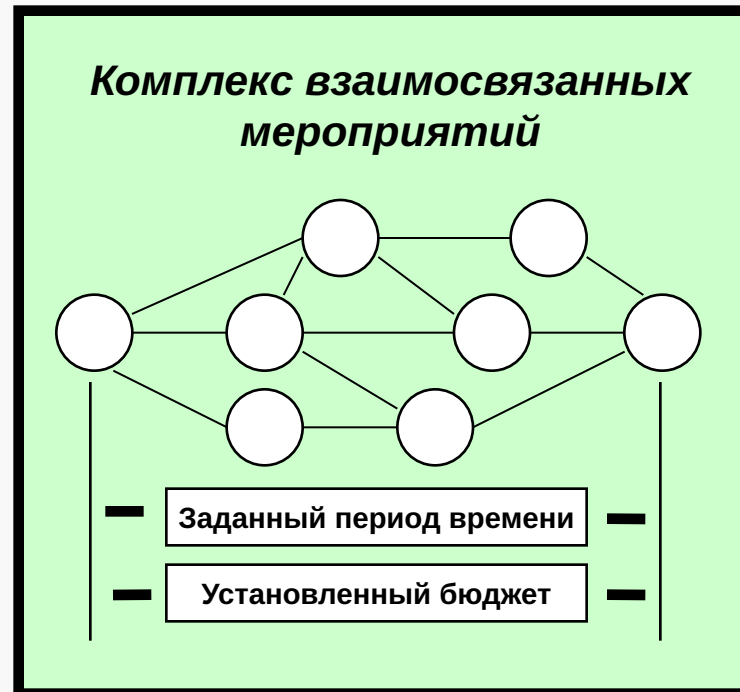 Комплекс взаимосвязанных
мероприятий
Заданный период времени
Установленный бюджет